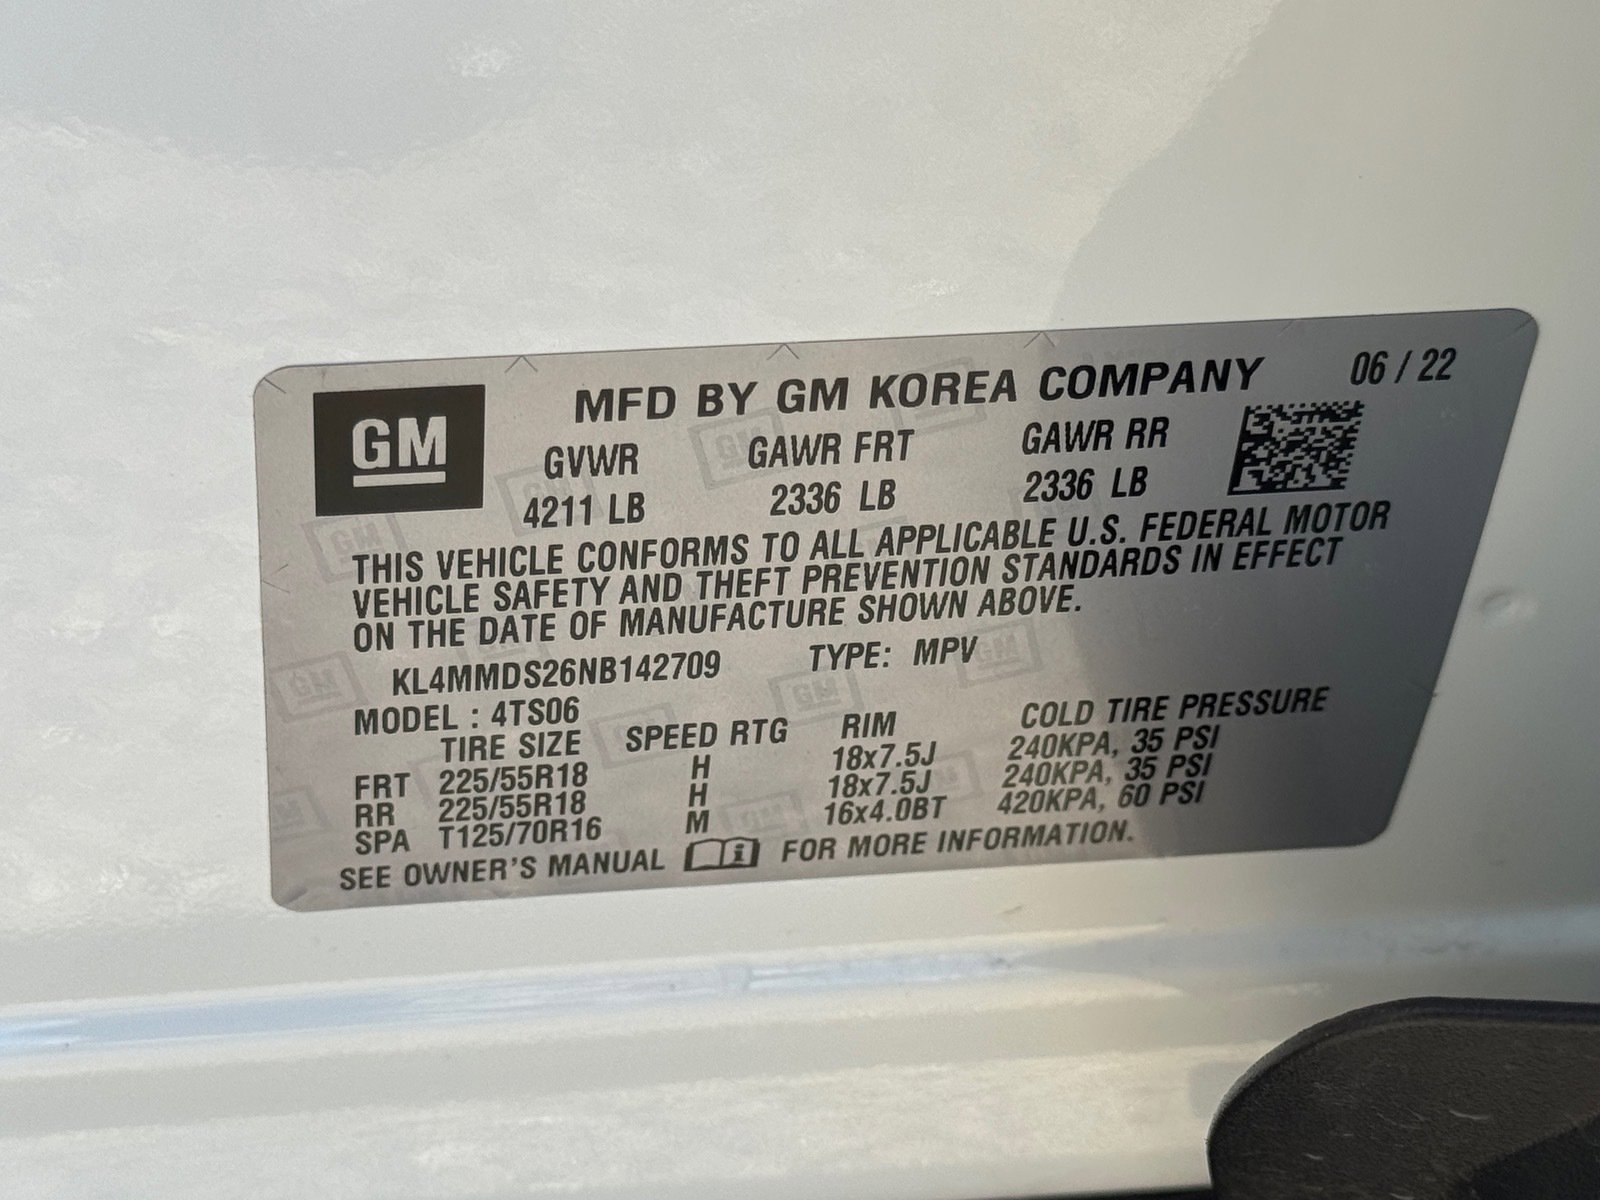 GM
MFD BY GM KOREA COMPANY 06 / 22
GVWR GAWR FRT GAWR RR
4211 LB 2336 LB 2336 LB
THIS VEHICLE CONFORMS TO ALL APPLICABLE U.S. FEDERAL MOTOR
VEHICLE SAFETY AND THEFT PREVENTION STANDARDS IN EFFECT
ON THE DATE OF MANUFACTURE SHOWN ABOVE.
KL4MMDS26NB142709 TYPE: MPV
MODEL : 4TS06
TIRE SIZE SPEED RTG RIM COLD TIRE PRESSURE
FRT 225/55R18 H 18x7.5J 240KPA, 35 PSI
RR 225/55R18 H 18x7.5J 240KPA, 35 PSI
SPA T125/70R16 M 16x4.0BT 420KPA, 60 PSI
SEE OWNER'S MANUAL FOR MORE INFORMATION.